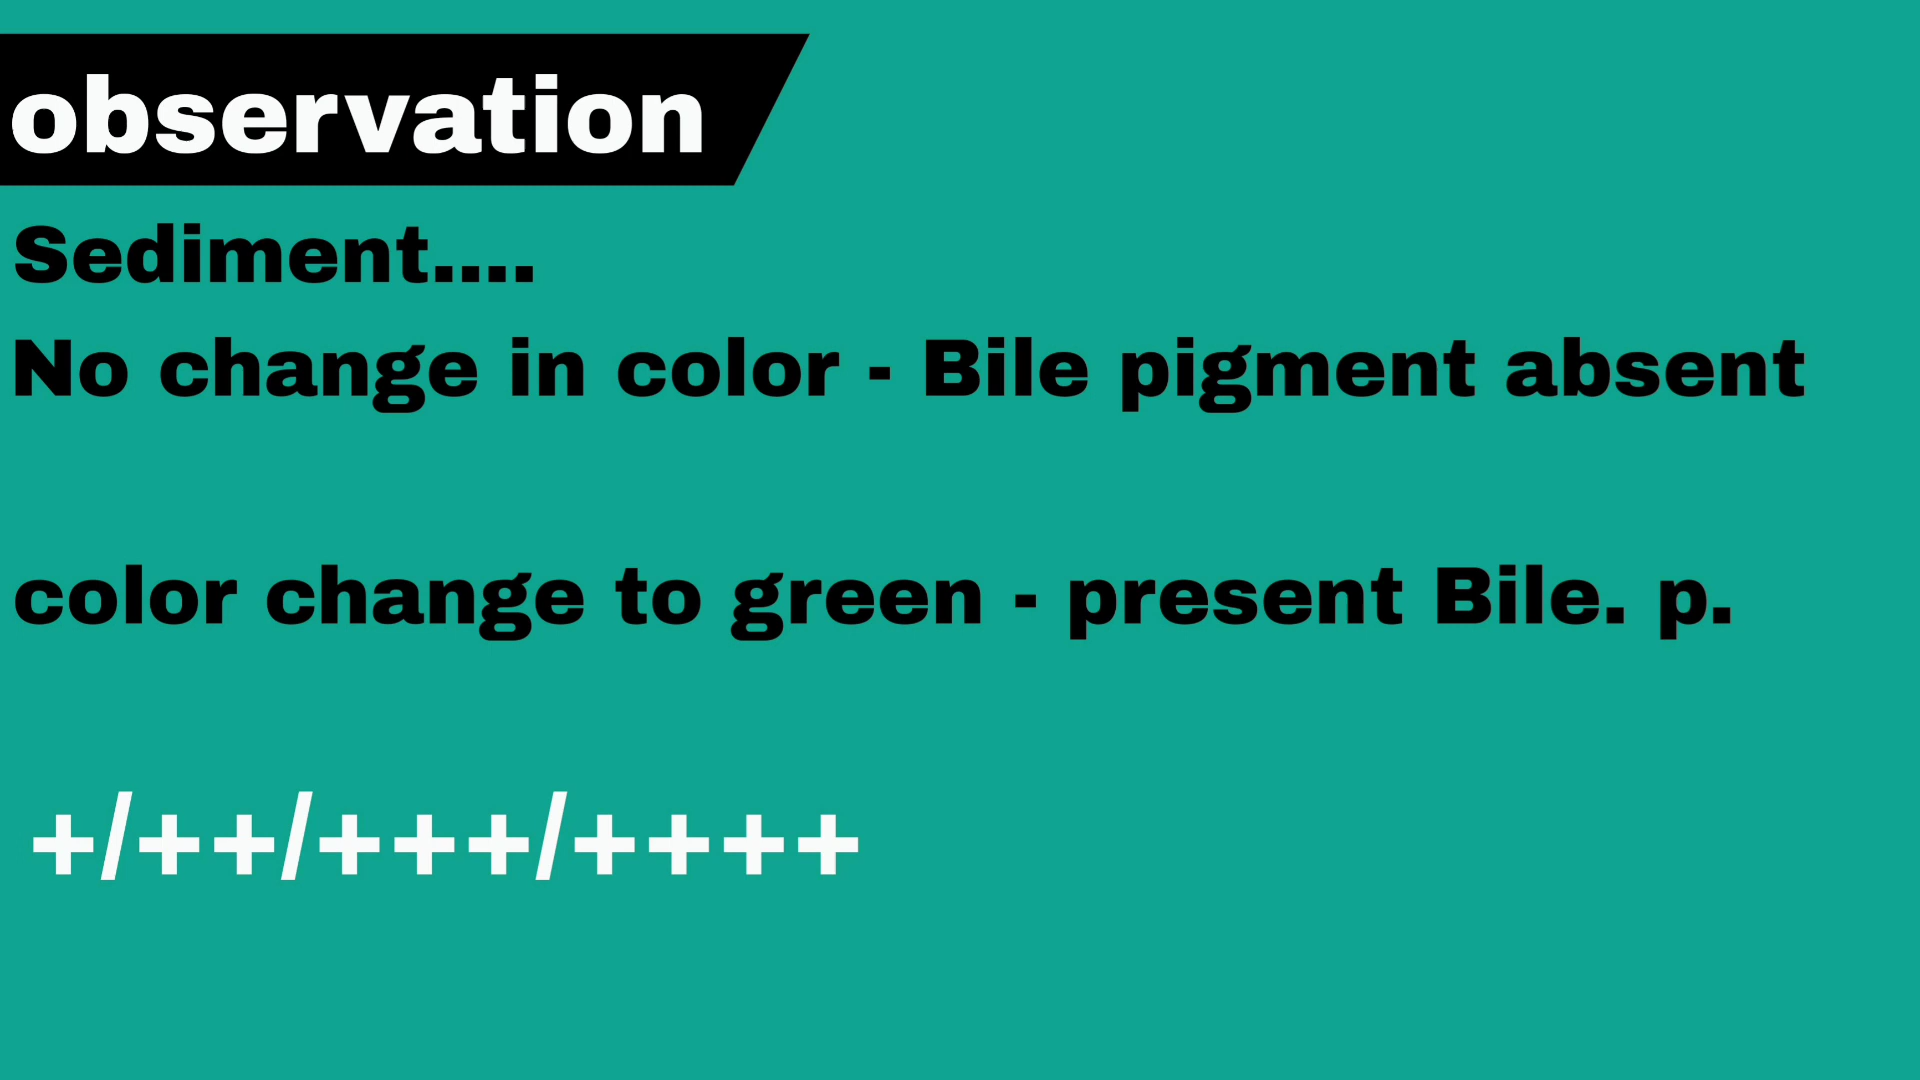 observation
Sediment....
No change in color - Bile pigment absent
color change to green - present Bile. p.
+/++/+++/++++